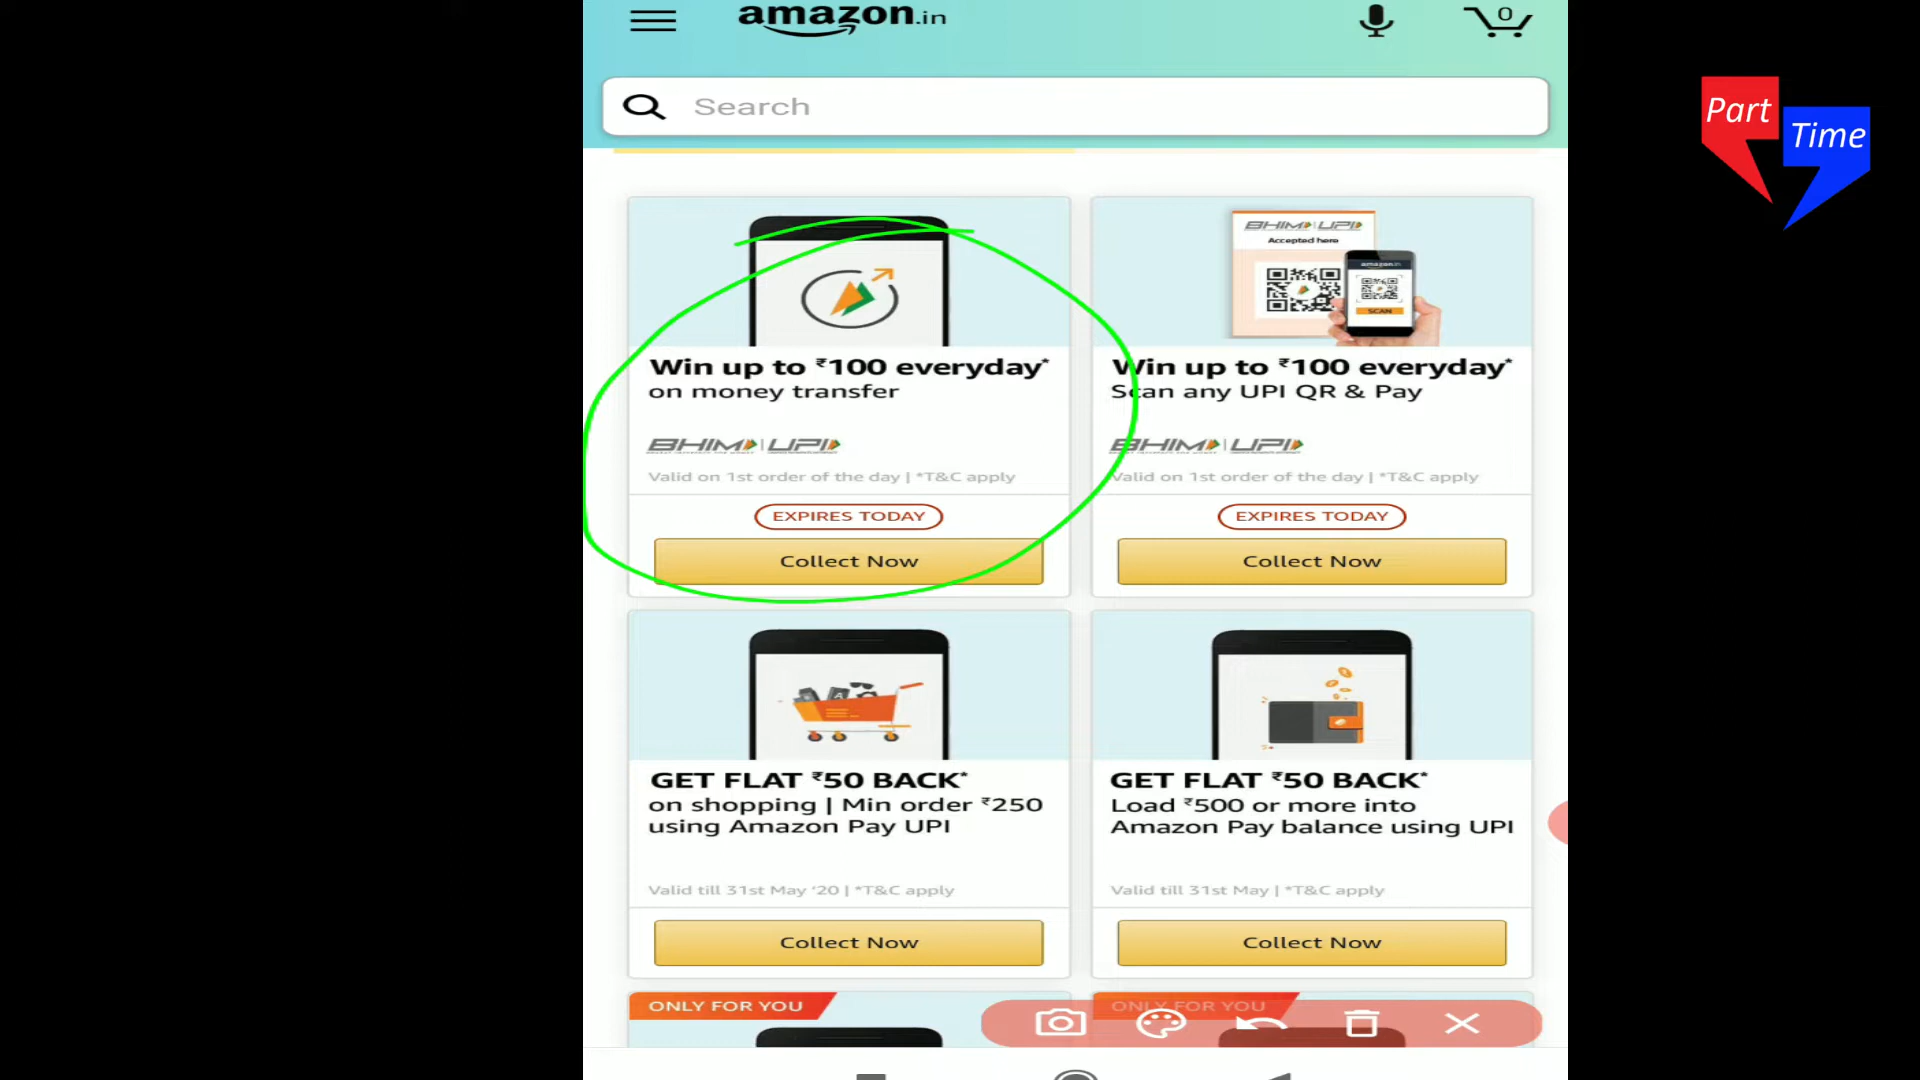 amazon.in
0
Search
Part
Time
Win up to ₹100 everyday*
on money transfer
BHIM | UPI
Valid on 1st order of the day | *T&C apply
EXPIRES TODAY
Collect Now
BHIM UPI
Accepted here
amazon.in
SCAN
Win up to ₹100 everyday*
Scan any UPI QR & Pay
BHIM | UPI
Valid on 1st order of the day | *T&C apply
EXPIRES TODAY
Collect Now
GET FLAT ₹50 BACK*
on shopping | Min order ₹250
using Amazon Pay UPI
Valid till 31st May '20 | *T&C apply
Collect Now
GET FLAT ₹50 BACK*
Load ₹500 or more into
Amazon Pay balance using UPI
Valid till 31st May | *T&C apply
Collect Now
ONLY FOR YOU
ONLY FOR YOU